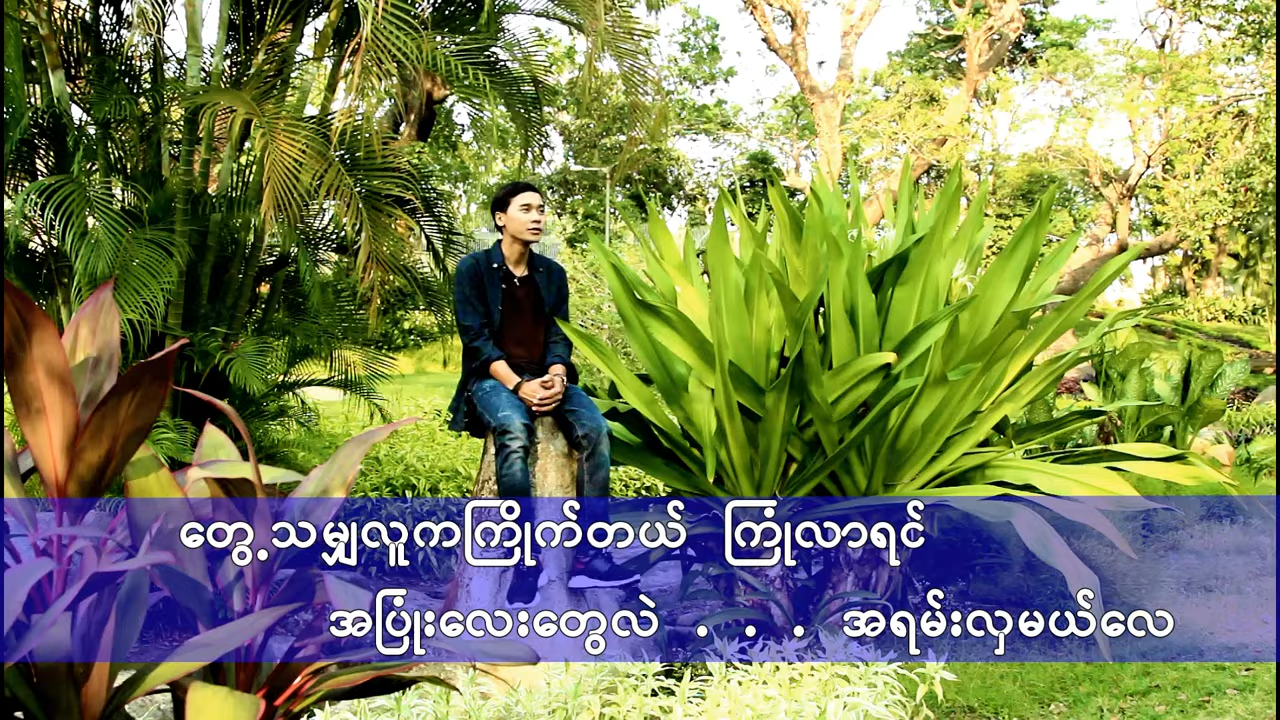 တွေ့သမျှလူကကြိုက်တယ် ကြုံလာရင်
အပြုံးလေးတွေလဲ . . . အရမ်းလှမယ်လေ